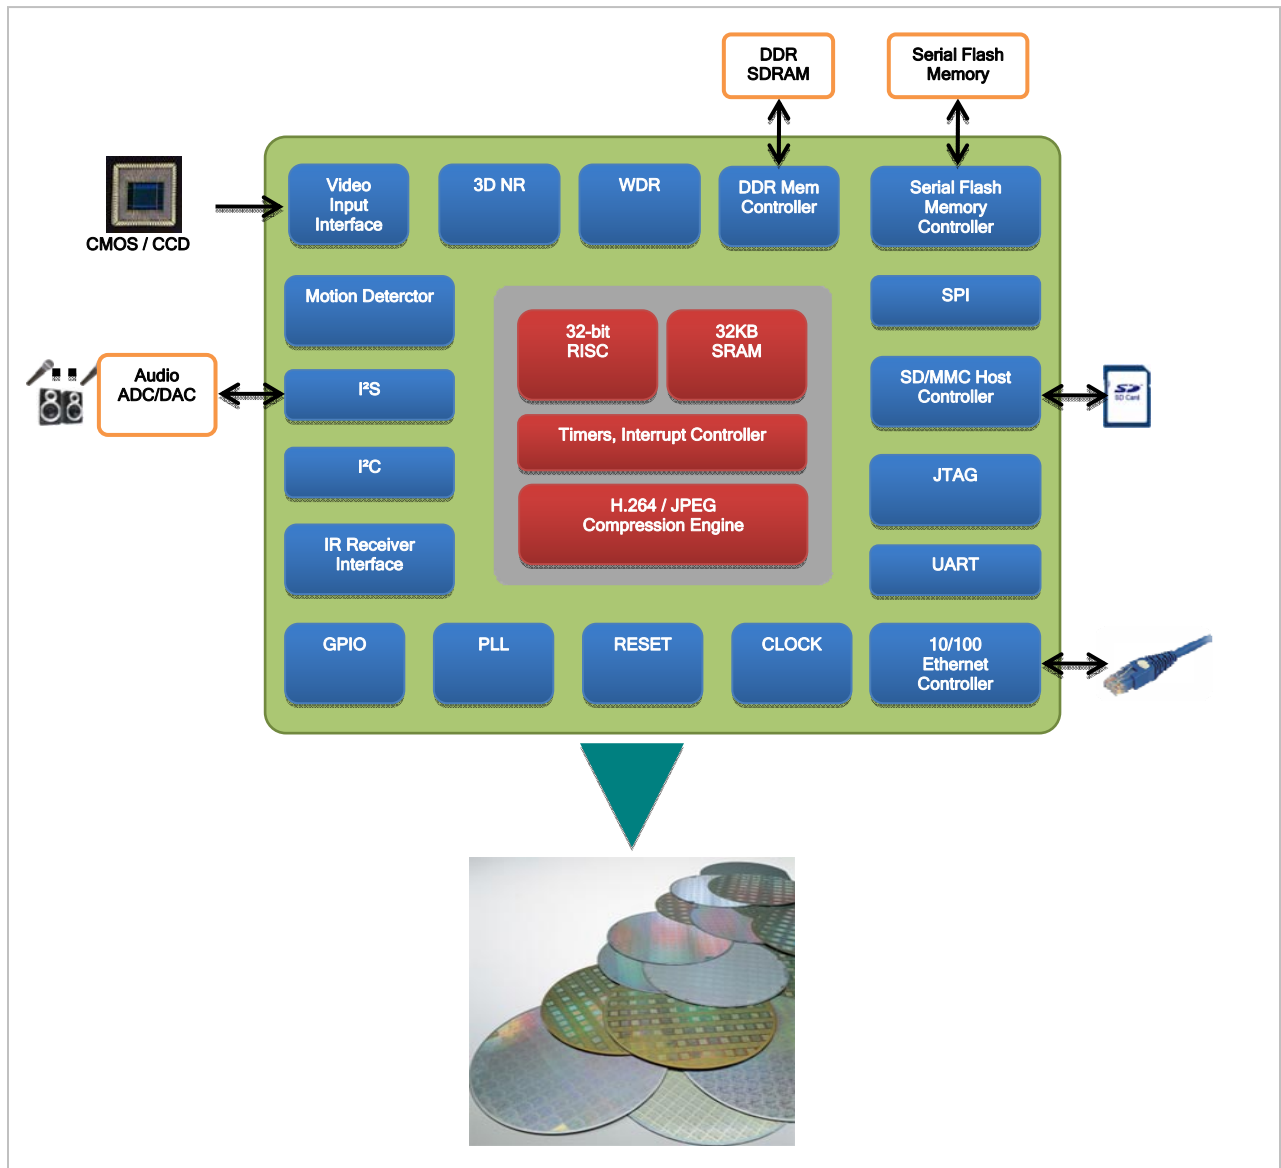 DDR
SDRAM
Serial Flash
Memory
Video
Input
Interface
3D NR
WDR
DDR Mem
Controller
Serial Flash
Memory
Controller
CMOS / CCD
Motion Deterctor
SPI
32-bit
RISC
32KB
SRAM
Audio
ADC/DAC
I²S
SD/MMC Host
Controller
SD Card
Timers, Interrupt Controller
I²C
JTAG
H.264 / JPEG
Compression Engine
IR Receiver
Interface
UART
GPIO
PLL
RESET
CLOCK
10/100
Ethernet
Controller